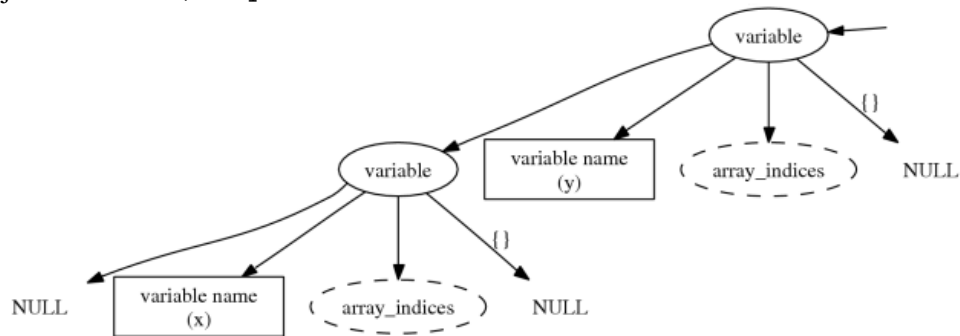 variable
{}
variable
variable name
(y)
array_indices
NULL
{}
NULL
variable name
(x)
array_indices
NULL